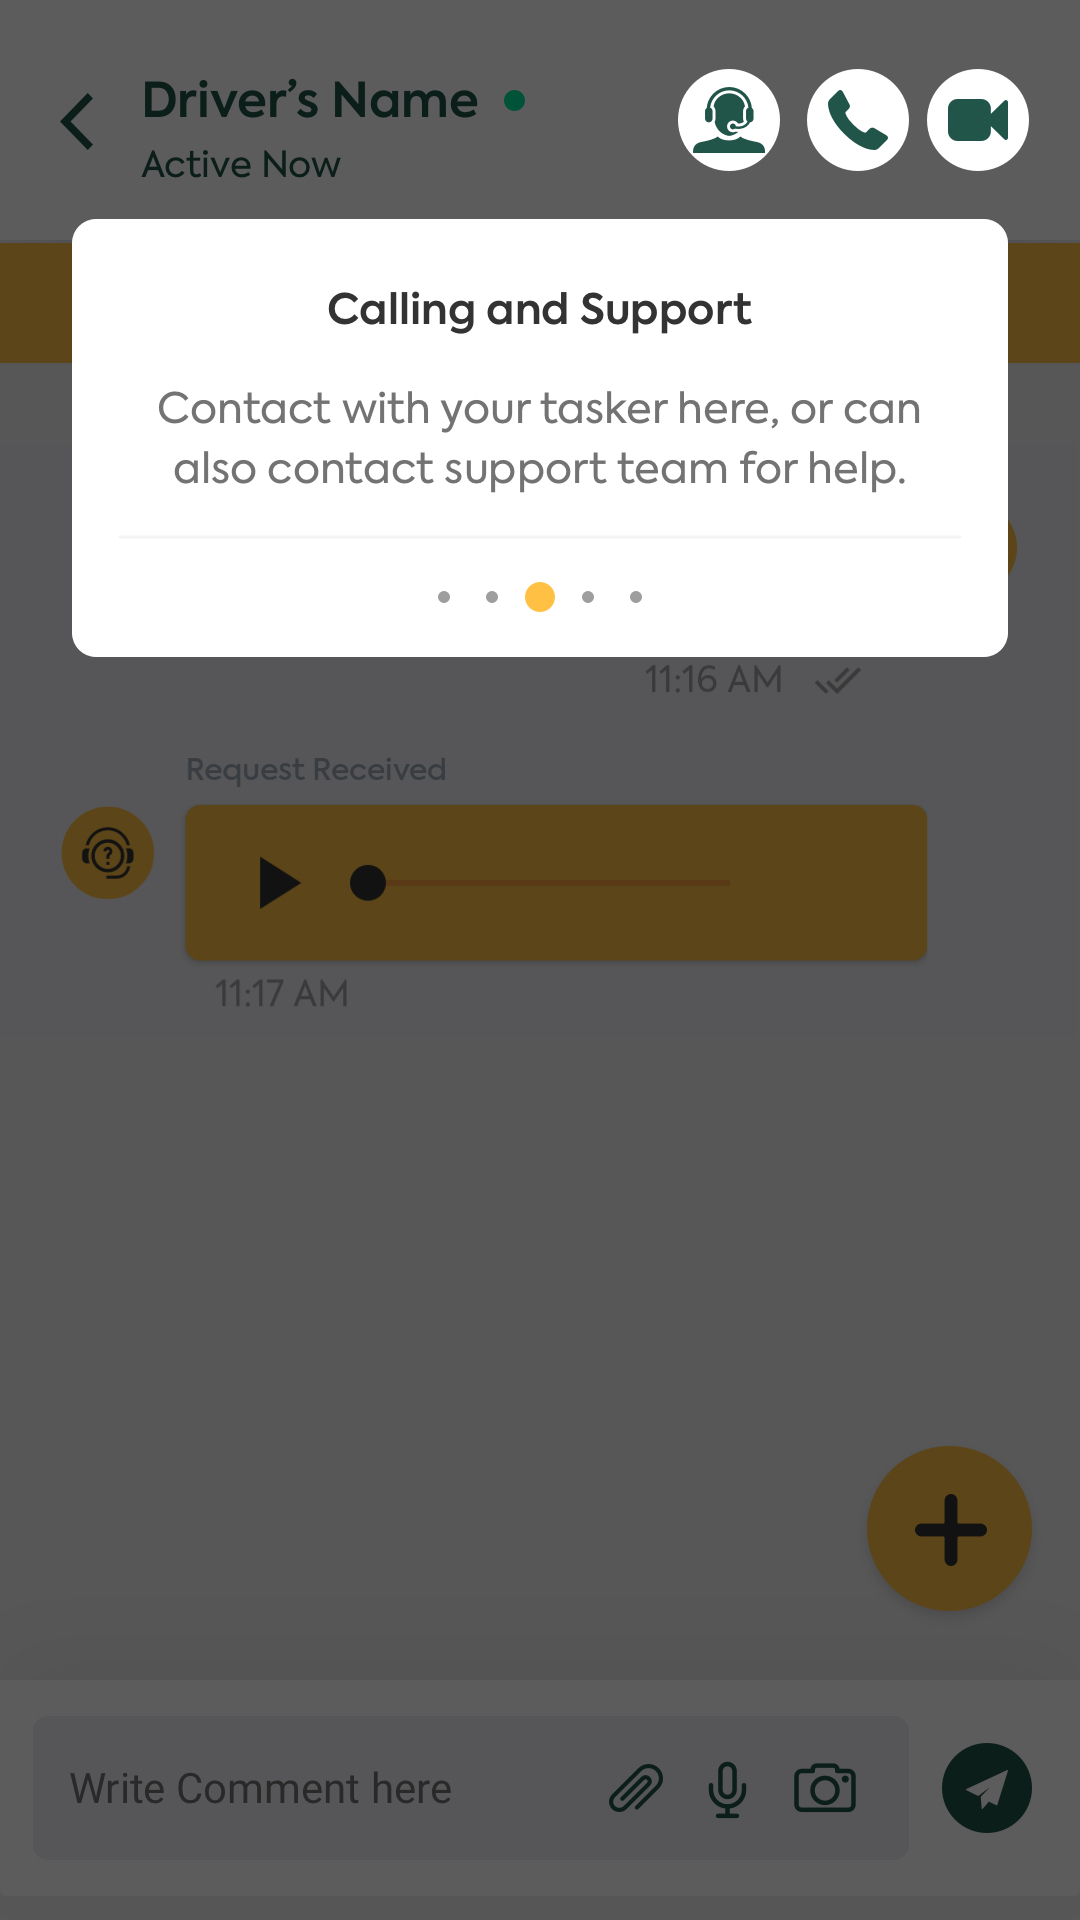 Driver’s Name
Active Now
Calling and Support
Contact with your tasker here, or can
also contact support team for help.
11:16 AM
Request Received
?
11:17 AM
Write Comment here